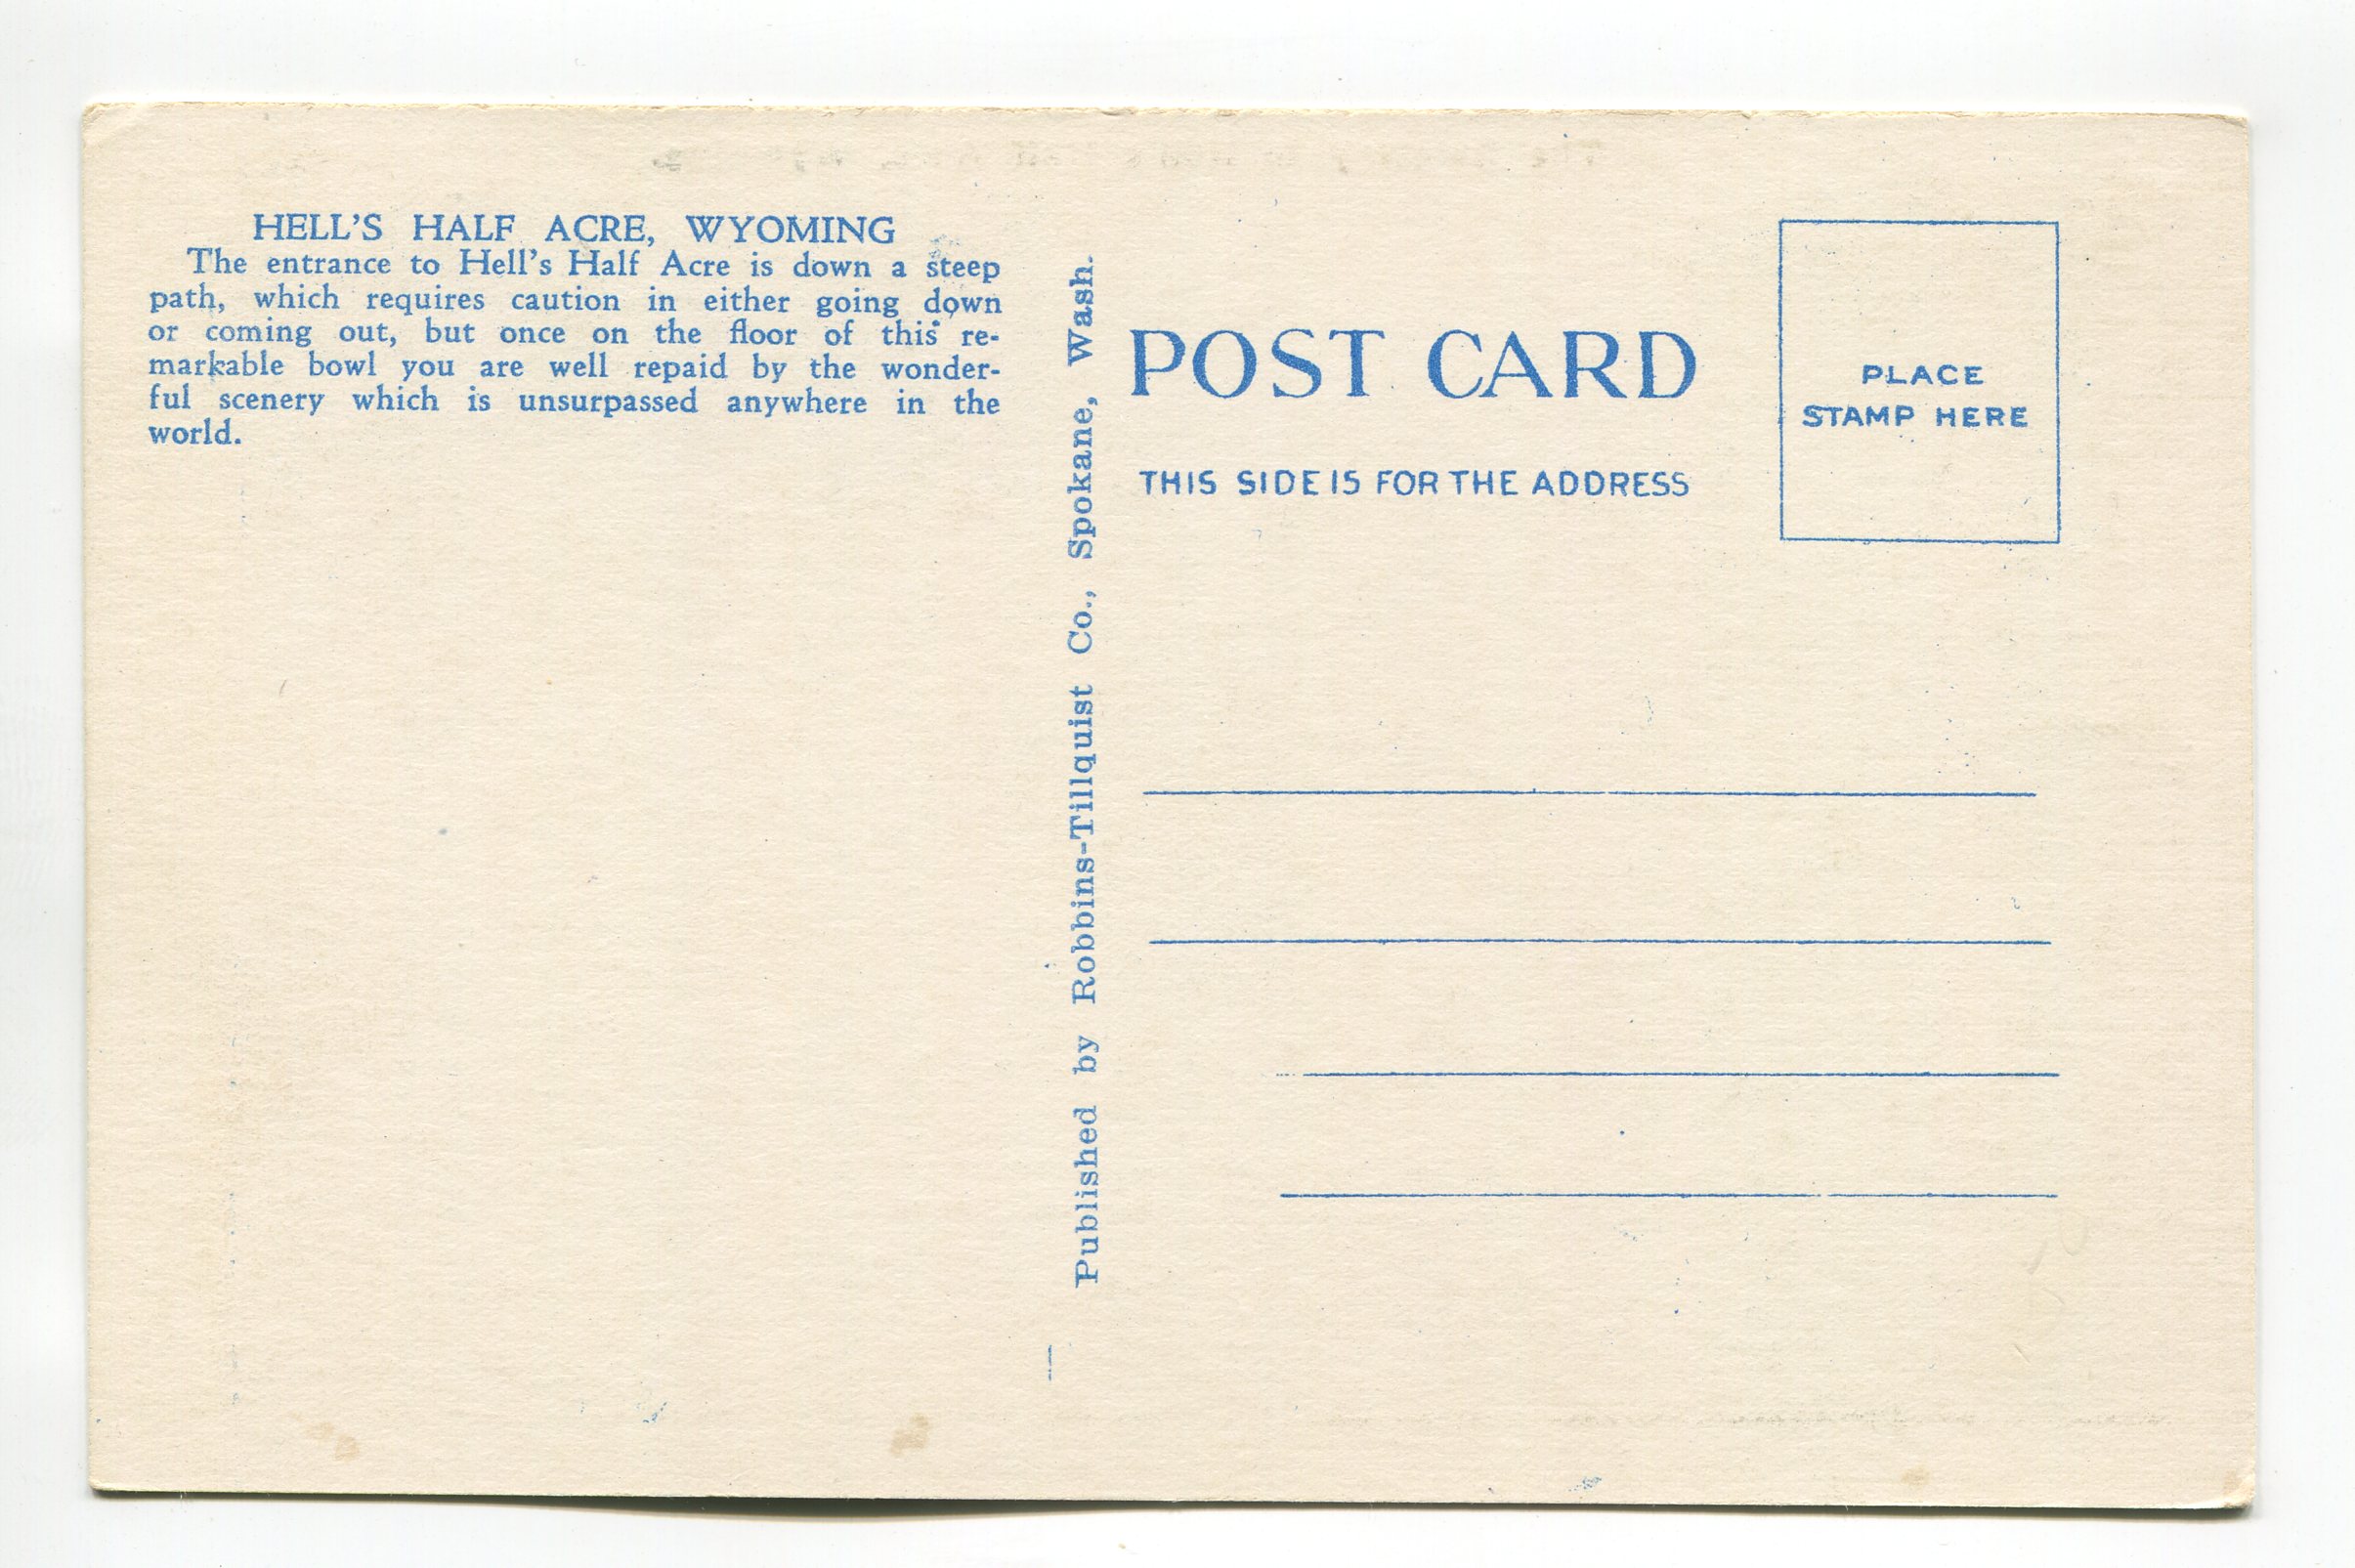 HELL'S HALF ACRE, WYOMING
The entrance to Hell's Half Acre is down a steep
path, which requires caution in either going down
or coming out, but once on the floor of this re-
markable bowl you are well repaid by the wonder-
ful scenery which is unsurpassed anywhere in the
world.
Published by Robbins-Tillquist Co., Spokane, Wash.
POST CARD
THIS SIDE IS FOR THE ADDRESS
PLACE
STAMP HERE